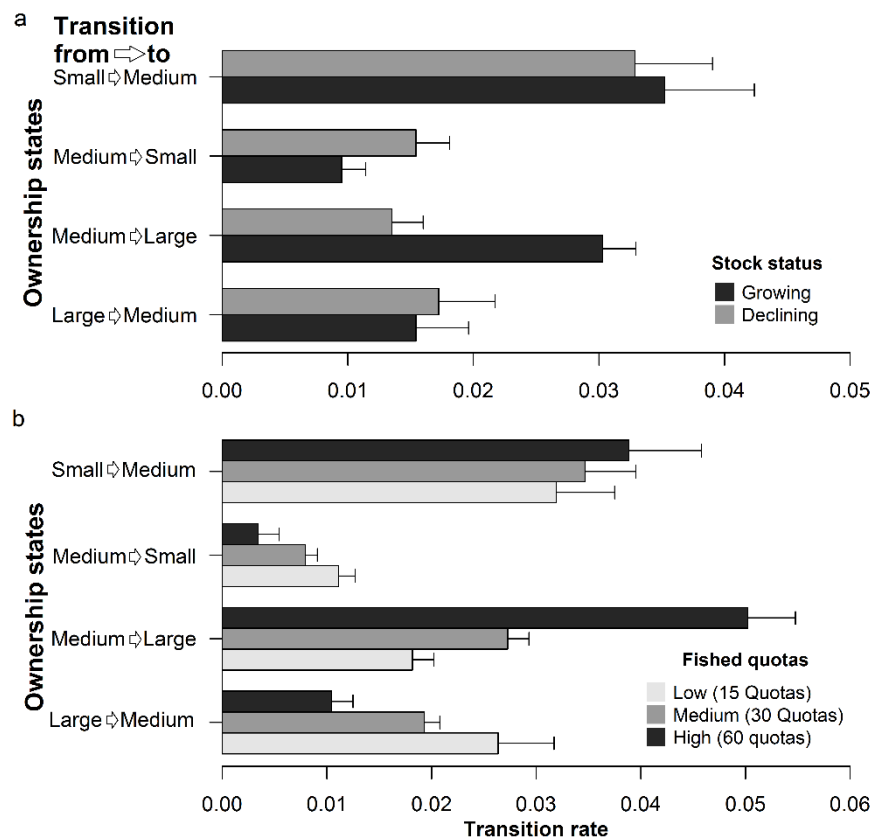 a
Transition
from ⇨ to
Small ⇨ Medium
Medium ⇨ Small
Medium ⇨ Large
Large ⇨ Medium
Ownership states
Stock status
Growing
Declining
0.00 0.01 0.02 0.03 0.04 0.05
b
Small ⇨ Medium
Medium ⇨ Small
Medium ⇨ Large
Large ⇨ Medium
Ownership states
Fished quotas
Low (15 Quotas)
Medium (30 Quotas)
High (60 quotas)
0.00 0.01 0.02 0.03 0.04 0.05 0.06
Transition rate